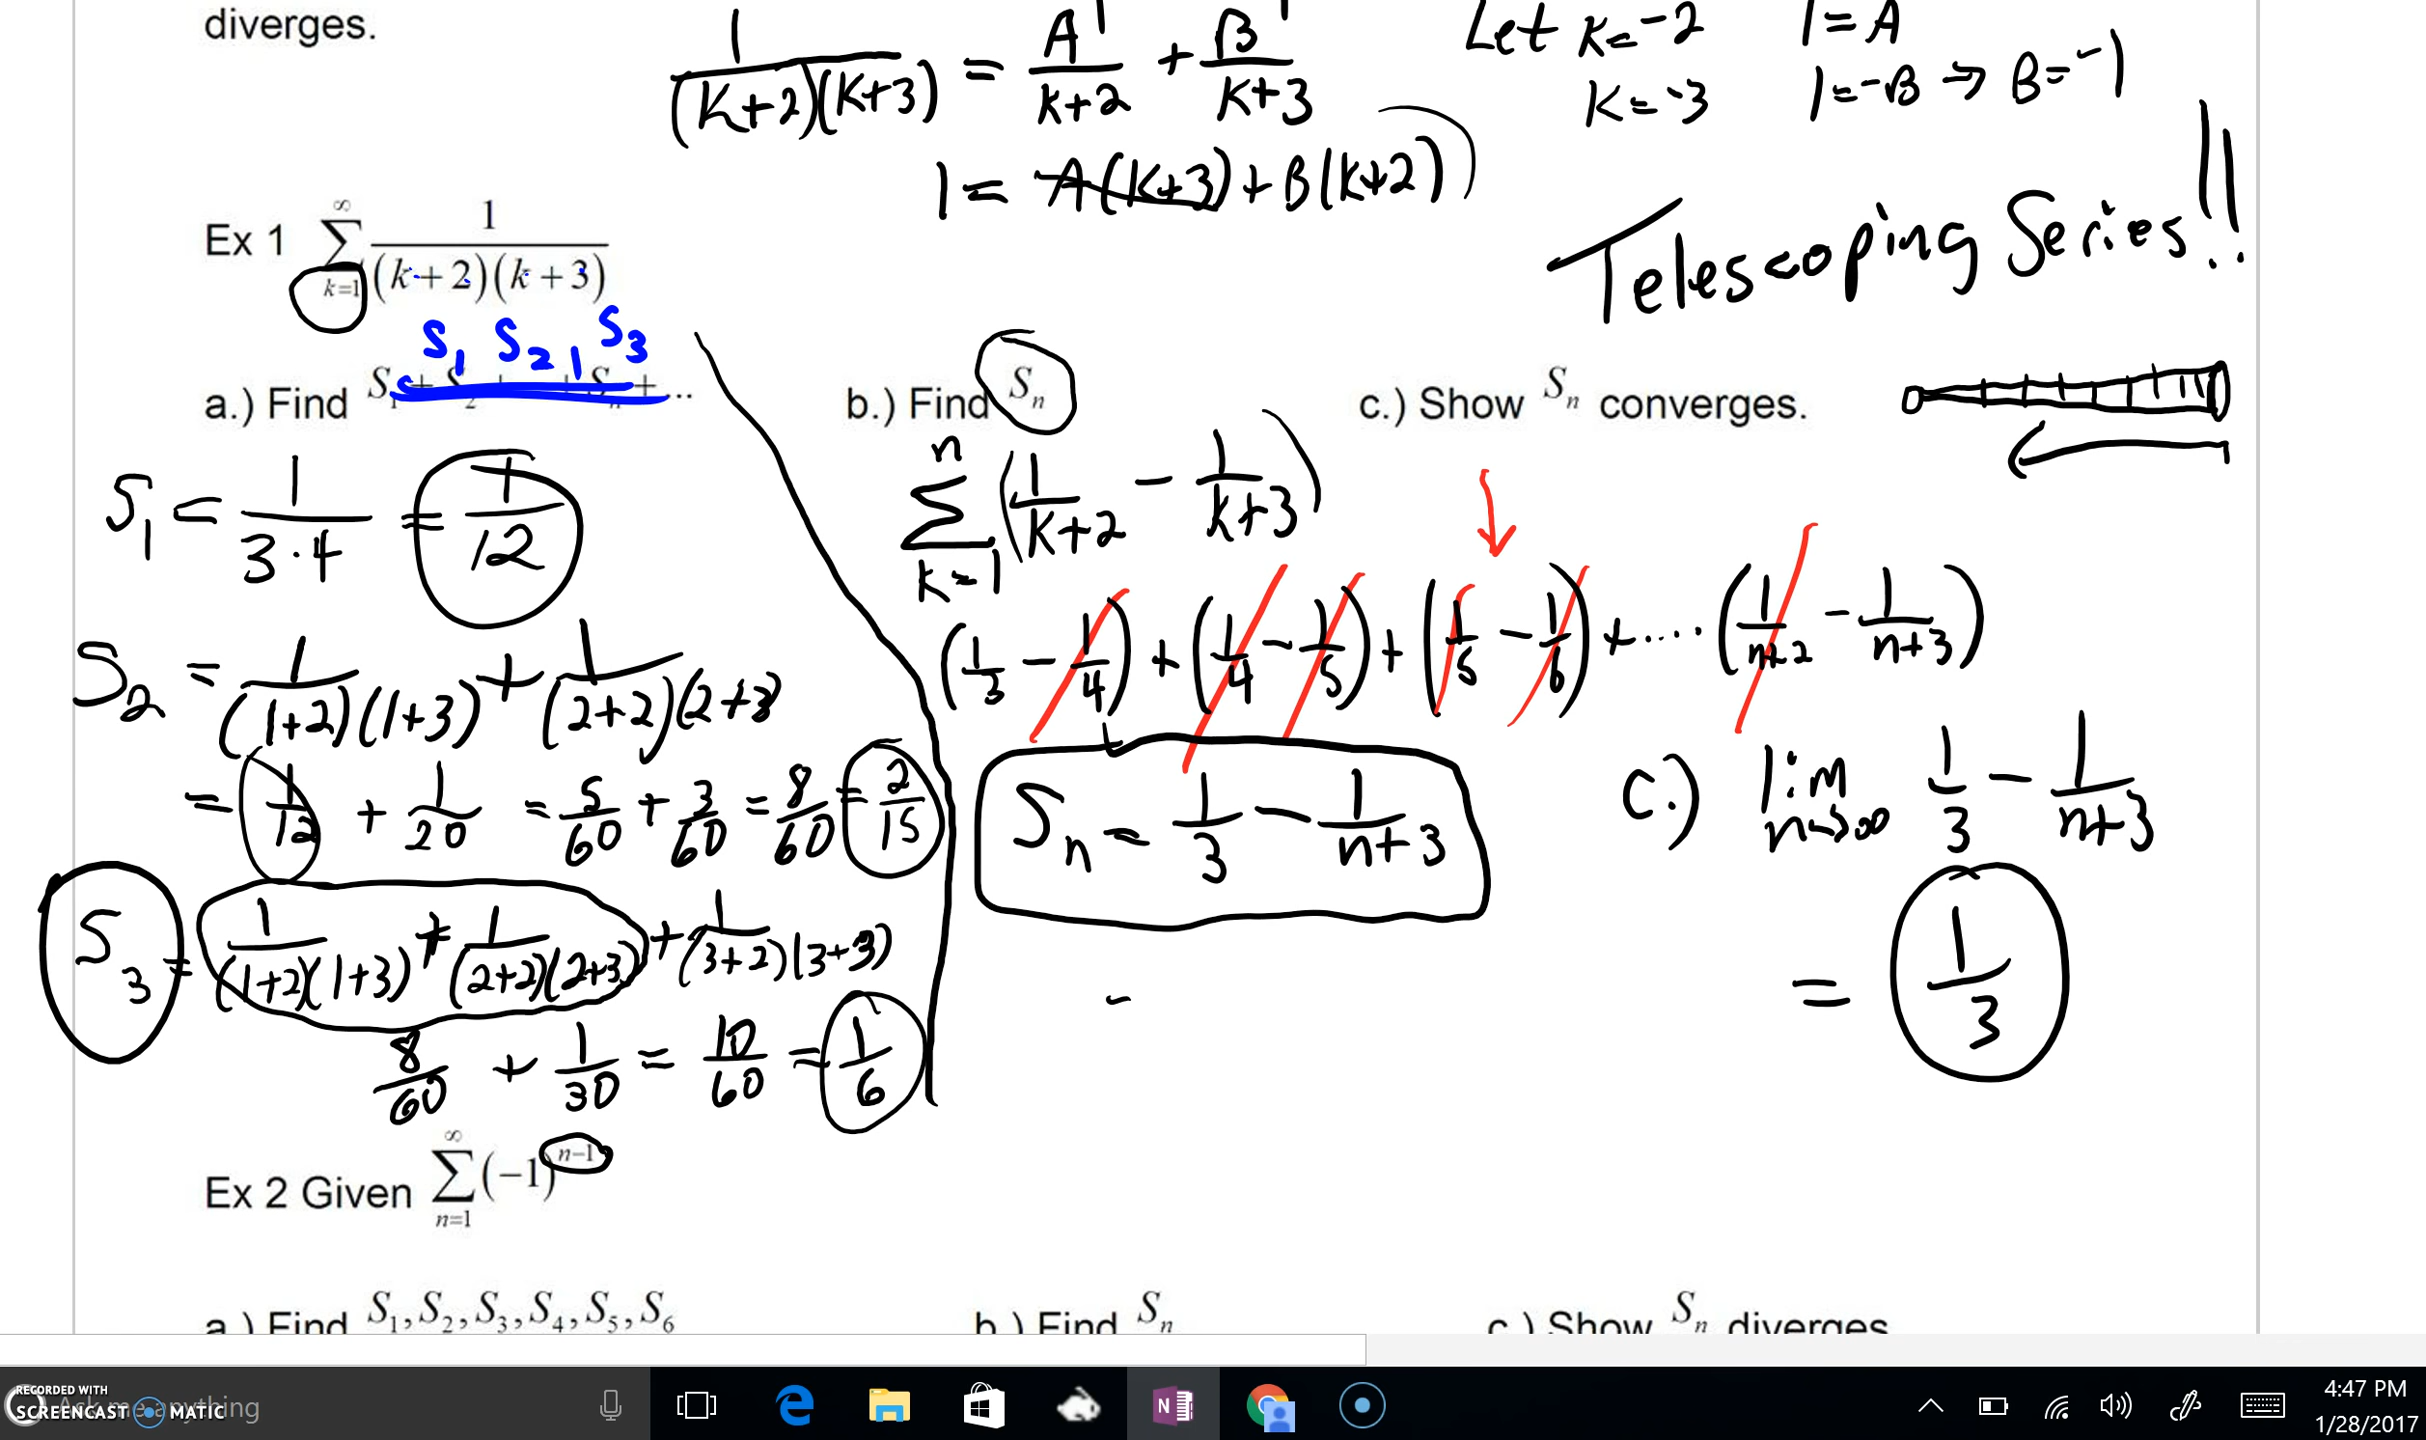 diverges.
1/((K+2)(K+3)) = A/(K+2) + B/(K+3)
Let K=-2 1=A
K=-3 1=-B → B=-1
1 = A(K+3)+B(K+2)
Ex 1 ∞ ∑ k=1 1/((k+2)(k+3))
Telescoping Series!!
S1, S2, S3
a.) Find S1 + S2 + ... + Sn + ...
b.) Find Sn
c.) Show Sn converges.
S1 = 1/(3·4) = 1/12
n ∑ k=1 (1/(K+2) - 1/(K+3))
(1/3 - 1/4) + (1/4 - 1/5) + (1/5 - 1/6) + .... (1/(n+2) - 1/(n+3))
S2 = 1/((1+2)(1+3)) + 1/((2+2)(2+3))
= 1/12 + 1/20 = 5/60 + 3/60 = 8/60 = 2/15
Sn = 1/3 - 1/(n+3)
C.) lim n→∞ 1/3 - 1/(n+3)
= 1/3
S3 = 1/((1+2)(1+3)) + 1/((2+2)(2+3)) + 1/((3+2)(3+3))
8/60 + 1/30 = 10/60 = 1/6
Ex 2 Given ∞ ∑ n=1 (-1)^(n-1)
a.) Find S1, S2, S3, S4, S5, S6
b.) Find Sn
c.) Show Sn diverges
RECORDED WITH
SCREENCAST MATIC
Ask me anything
4:47 PM
1/28/2017